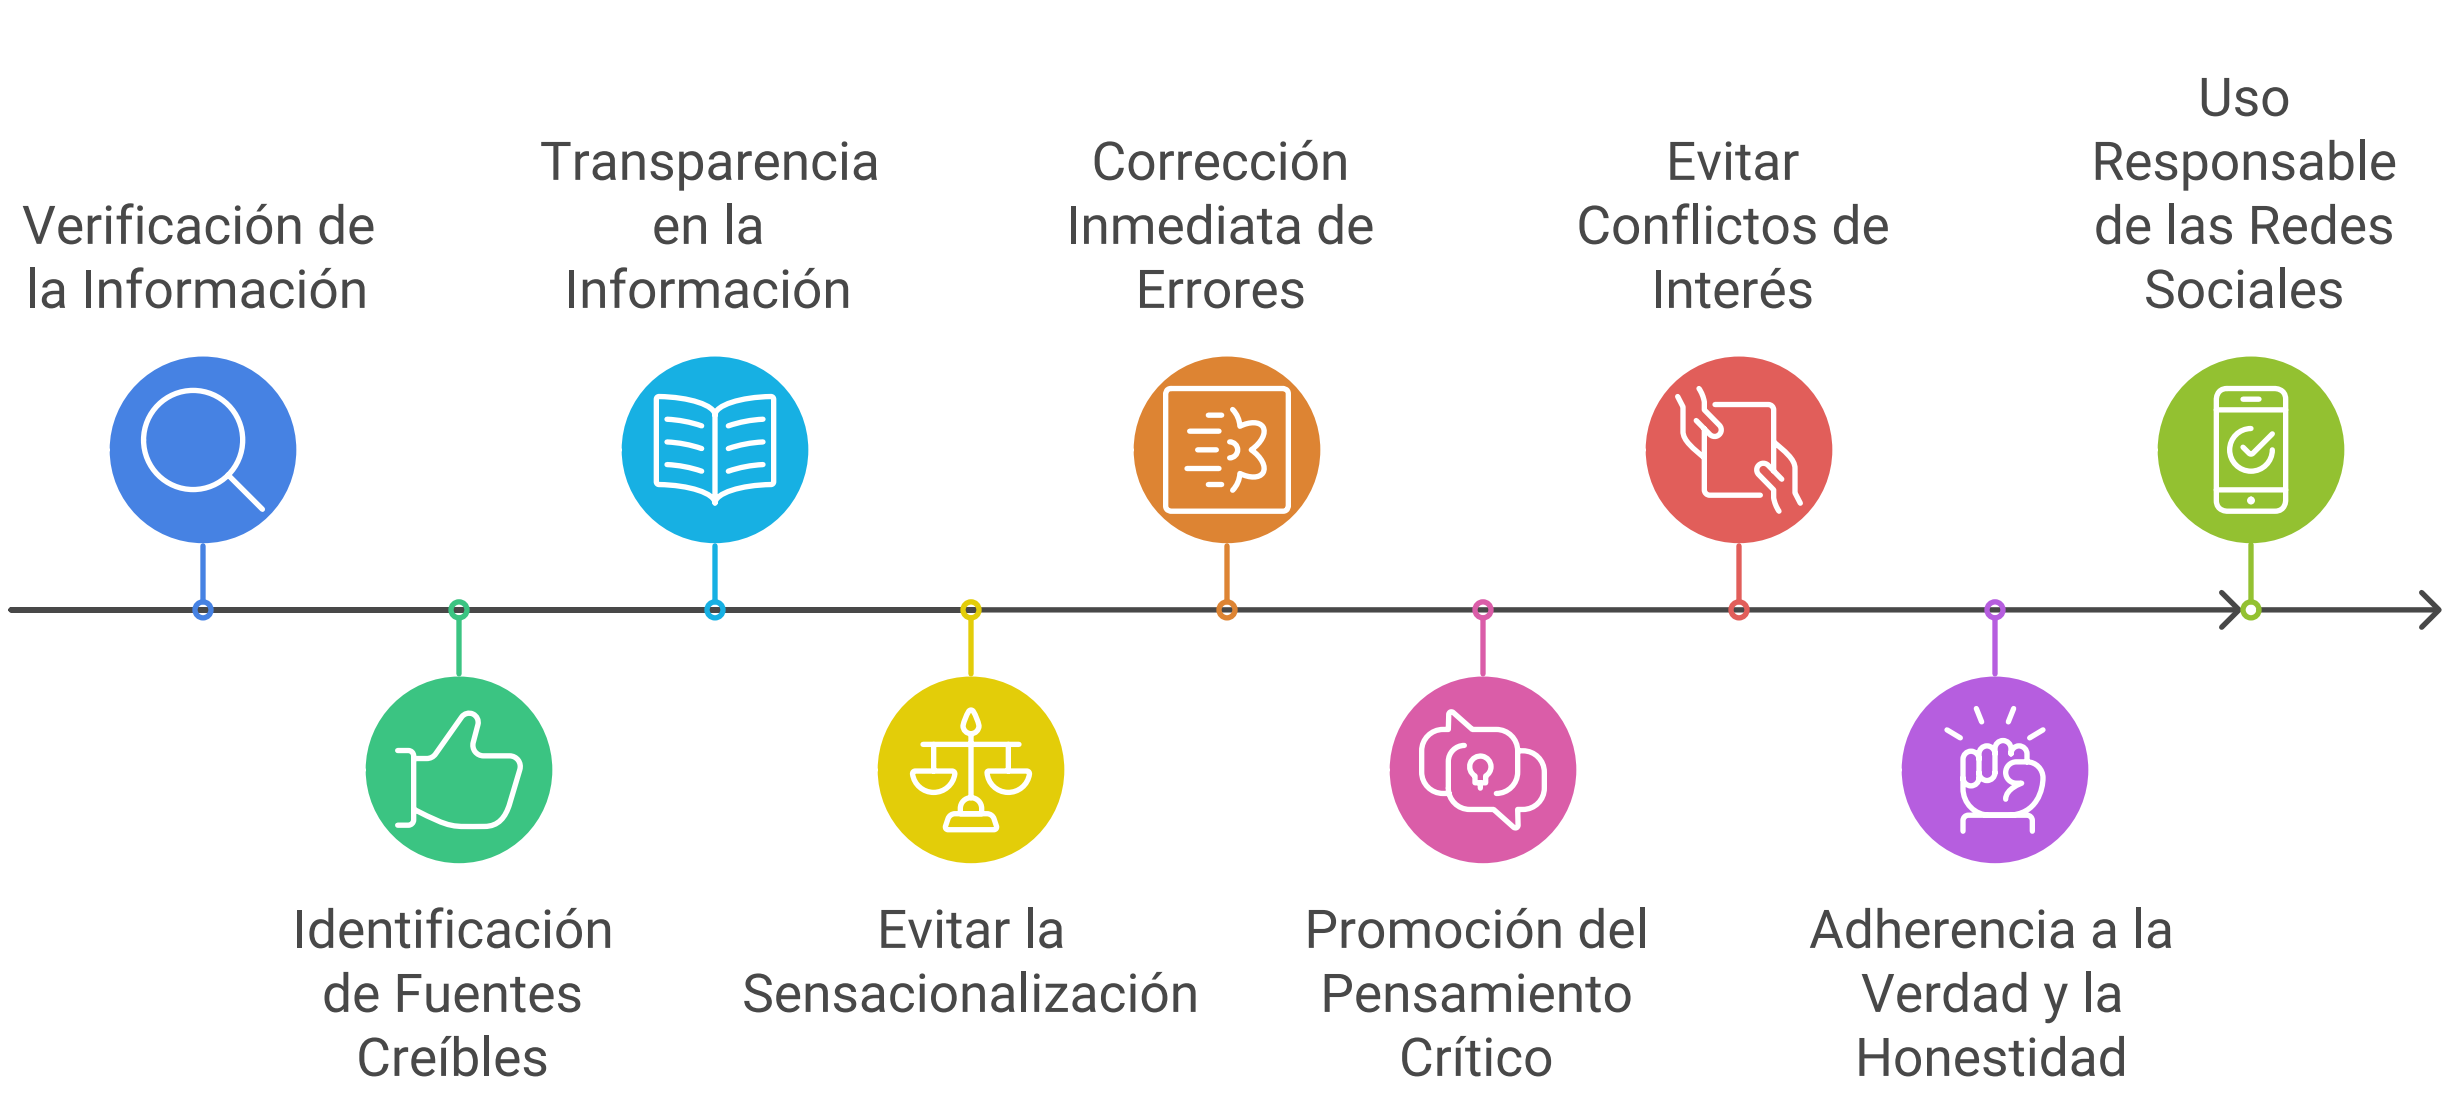 Verificación de
la Información
Identificación
de Fuentes
Creíbles
Transparencia
en la
Información
Evitar la
Sensacionalización
Corrección
Inmediata de
Errores
Promoción del
Pensamiento
Crítico
Evitar
Conflictos de
Interés
Adherencia a la
Verdad y la
Honestidad
Uso
Responsable
de las Redes
Sociales